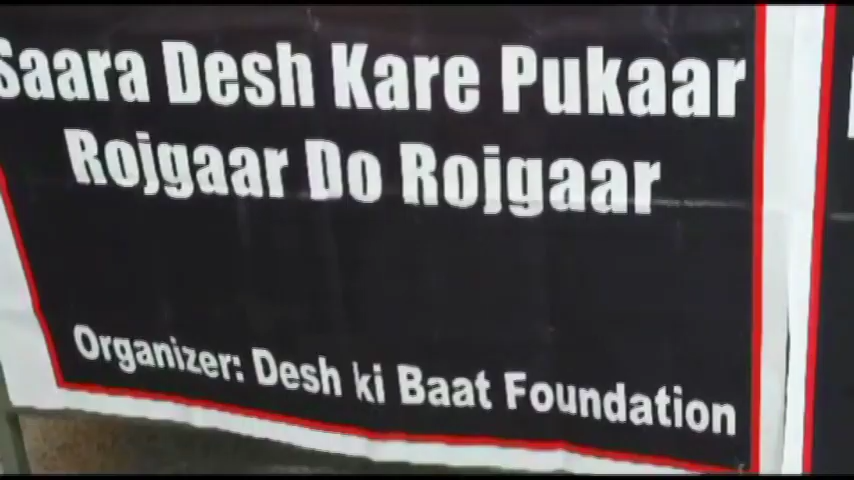 Saara Desh Kare Pukaar
Rojgaar Do Rojgaar
Organizer: Desh ki Baat Foundation